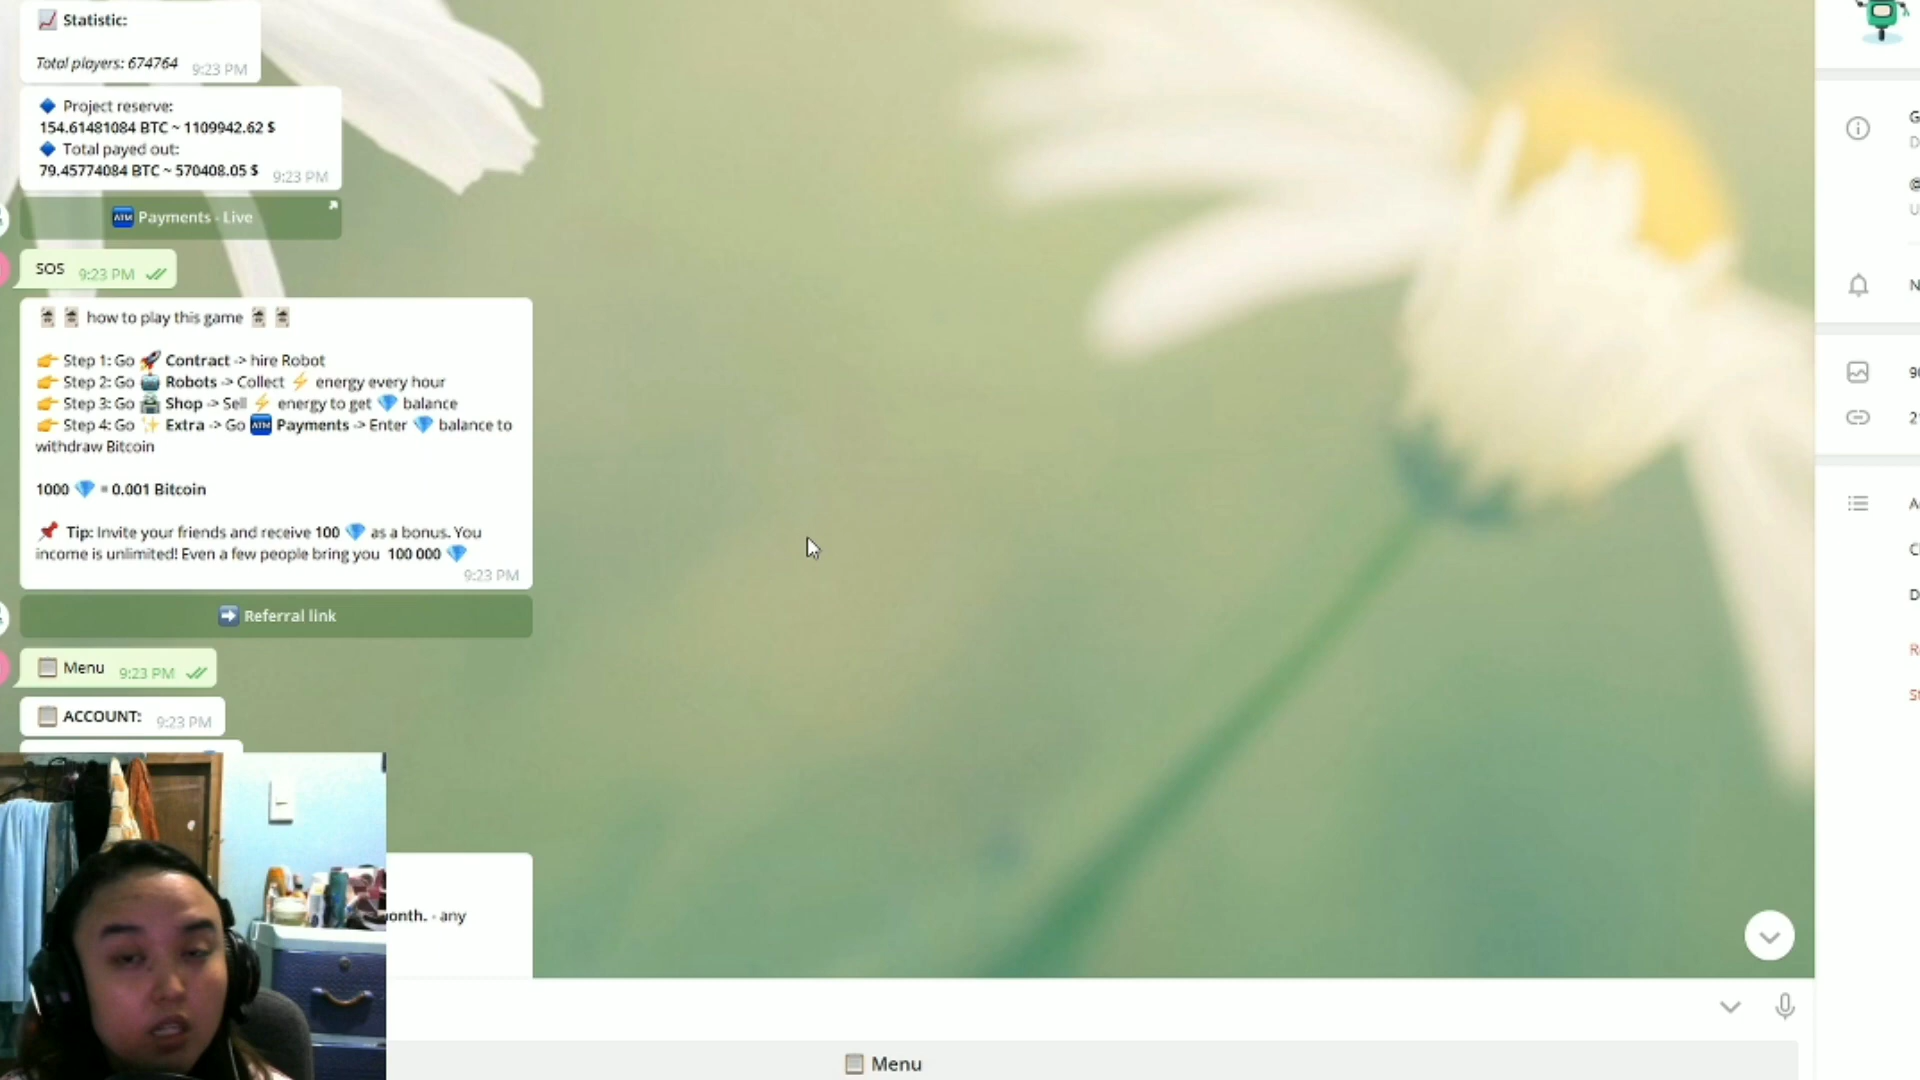 Statistic:
Total players: 674764
9:23 PM
Project reserve:
154.61481084 BTC ~ 1109942.62 $
Total payed out:
79.45774084 BTC ~ 570408.05 $
9:23 PM
ATM Payments - Live
SOS 9:23 PM
how to play this game
Step 1: Go Contract -> hire Robot
Step 2: Go Robots -> Collect energy every hour
Step 3: Go Shop -> Sell energy to get balance
Step 4: Go Extra -> Go ATM Payments -> Enter balance to
withdraw Bitcoin
1000 = 0.001 Bitcoin
Tip: Invite your friends and receive 100 as a bonus. You
income is unlimited! Even a few people bring you 100 000
9:23 PM
Referral link
Menu 9:23 PM
ACCOUNT: 9:23 PM
onth. - any
Menu